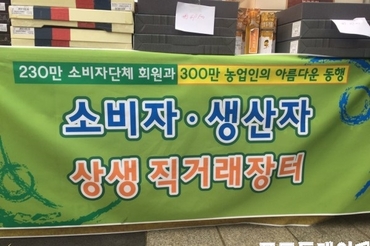 230만 소비자단체 회원과 300만 농업인의 아름다운 동행
소비자·생산자
상생 직거래장터